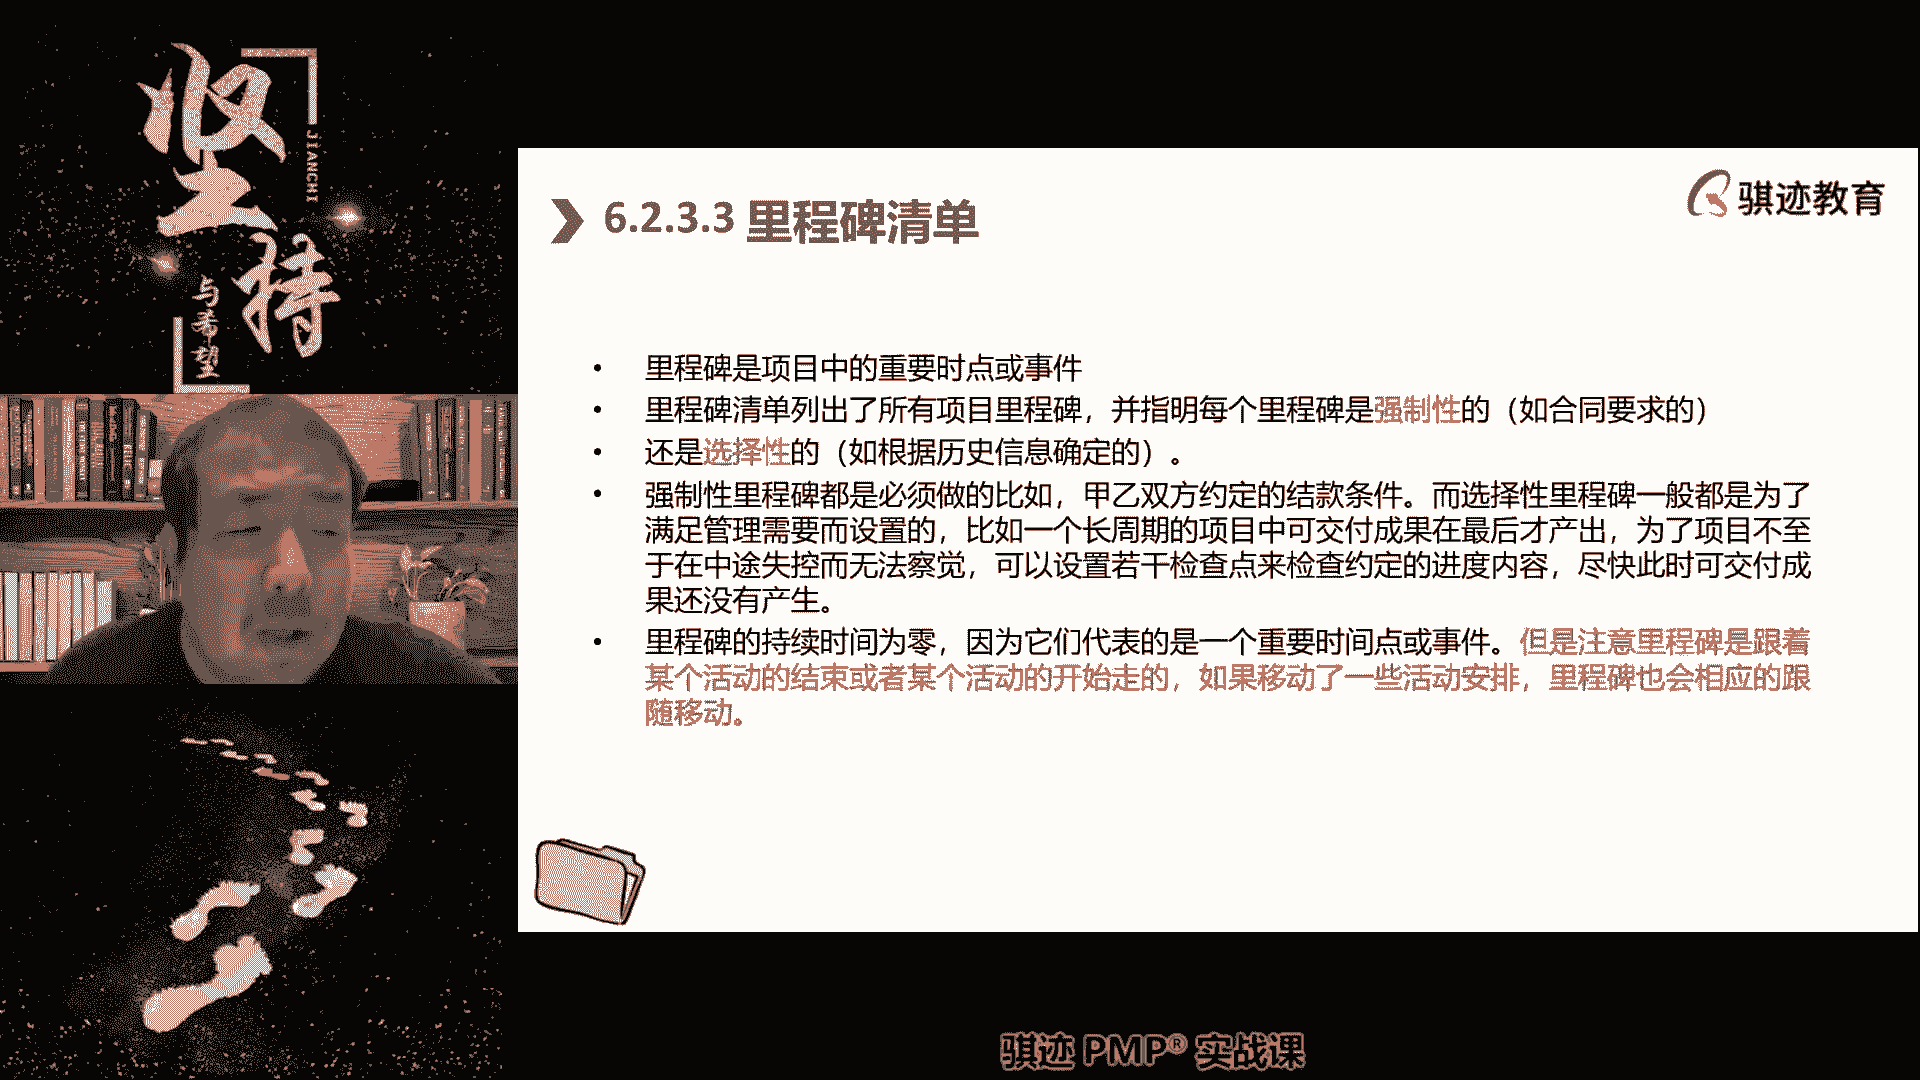 坚持
JIANCHI
与希望
骐迹教育
6.2.3.3 里程碑清单
• 里程碑是项目中的重要时点或事件
• 里程碑清单列出了所有项目里程碑，并指明每个里程碑是强制性的（如合同要求的）
• 还是选择性的（如根据历史信息确定的）。
• 强制性里程碑都是必须做的比如，甲乙双方约定的结款条件。而选择性里程碑一般都是为了
满足管理需要而设置的，比如一个长周期的项目中可交付成果在最后才产出，为了项目不至
于在中途失控而无法察觉，可以设置若干检查点来检查约定的进度内容，尽快此时可交付成
果还没有产生。
• 里程碑的持续时间为零，因为它们代表的是一个重要时间点或事件。但是注意里程碑是跟着
某个活动的结束或者某个活动的开始走的，如果移动了一些活动安排，里程碑也会相应的跟
随移动。
骐迹 PMP® 实战课